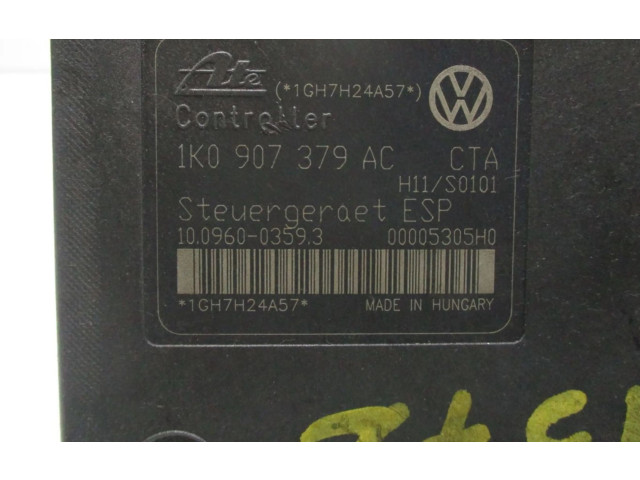 Ate (*1GH7H24A57*)
Controller
1K0 907 379 AC CTA
H11/S0101
Steuergeraet ESP
10.0960-0359.3 00005305H0
*1GH7H24A57* MADE IN HUNGARY